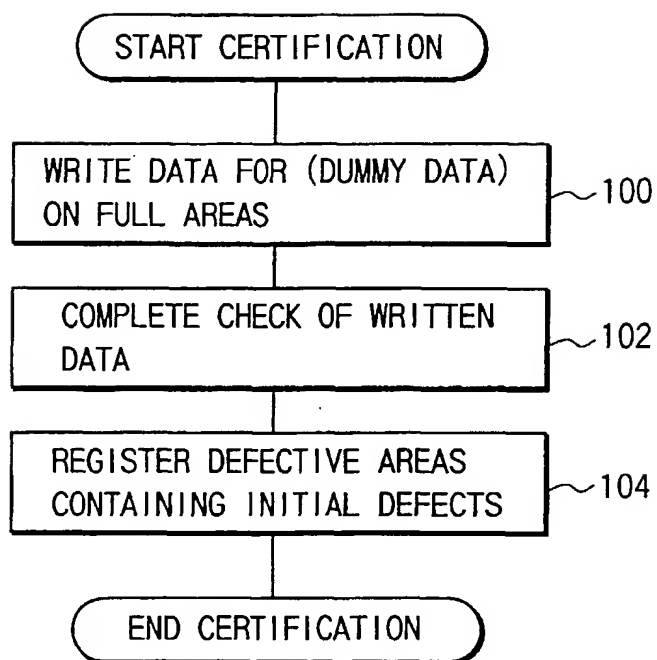 START CERTIFICATION
WRITE DATA FOR (DUMMY DATA)
ON FULL AREAS
100
COMPLETE CHECK OF WRITTEN
DATA
102
REGISTER DEFECTIVE AREAS
CONTAINING INITIAL DEFECTS
104
END CERTIFICATION